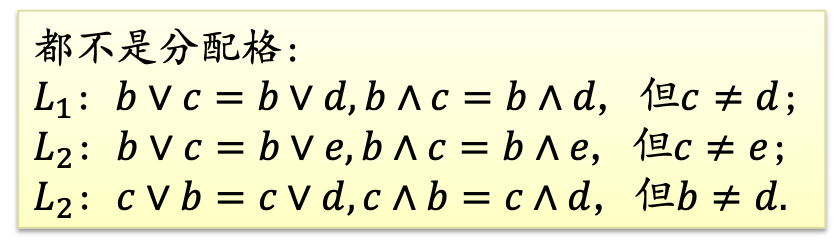 都不是分配格：
L₁: b ∨ c = b ∨ d, b ∧ c = b ∧ d, 但c ≠ d;
L₂: b ∨ c = b ∨ e, b ∧ c = b ∧ e, 但c ≠ e;
L₂: c ∨ b = c ∨ d, c ∧ b = c ∧ d, 但b ≠ d.